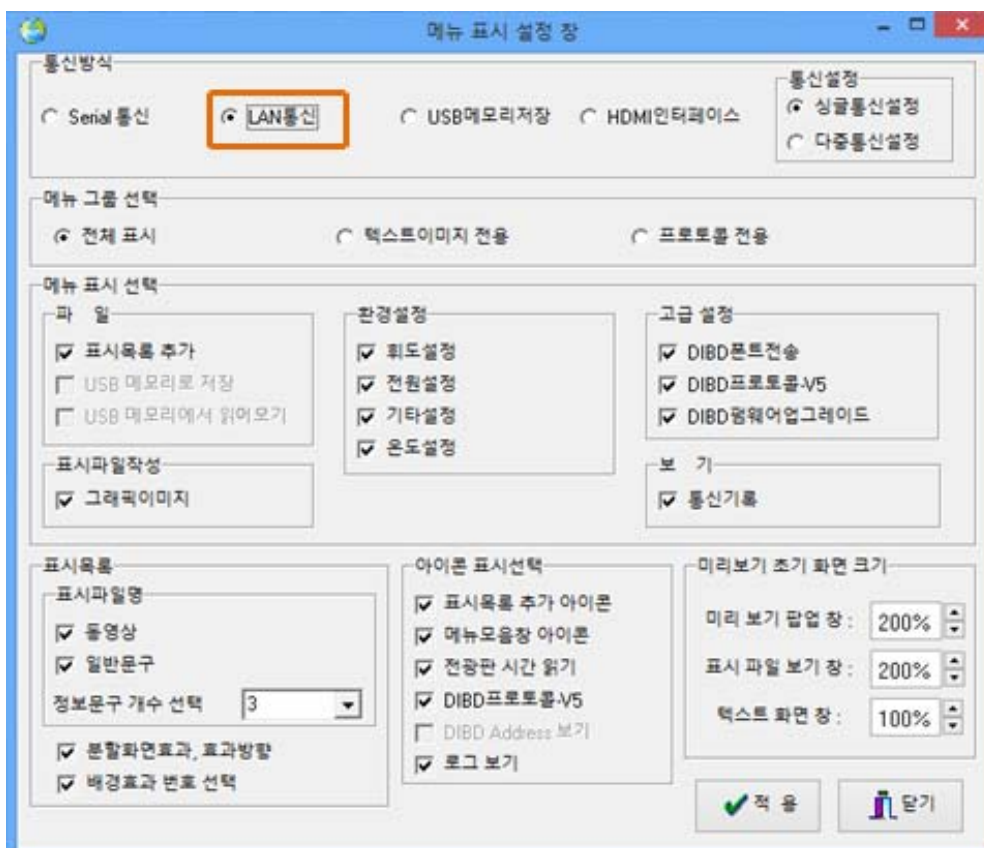 메뉴 표시 설정 창
통신방식
Serial 통신
LAN통신
USB메모리저장
HDMI인터페이스
통신설정
싱글통신설정
다중통신설정
메뉴 그룹 선택
전체 표시
텍스트이미지 전용
프로토콜 전용
메뉴 표시 선택
파 일
표시목록 추가
USB 메모리로 저장
USB 메모리에서 읽어오기
표시파일작성
그래픽이미지
환경설정
휘도설정
전원설정
기타설정
온도설정
고급 설정
DIBD폰트전송
DIBD프로토콜-V5
DIBD펌웨어업그레이드
보 기
통신기록
표시목록
표시파일명
동영상
일반문구
정보문구 개수 선택 3
분할화면효과, 효과방향
배경효과 번호 선택
아이콘 표시선택
표시목록 추가 아이콘
메뉴모음창 아이콘
전광판 시간 읽기
DIBD프로토콜-V5
DIBD Address 보기
로그 보기
미리보기 초기 화면 크기
미리 보기 팝업 창 : 200%
표시 파일 보기 창 : 200%
텍스트 화면 창 : 100%
적 용
닫기